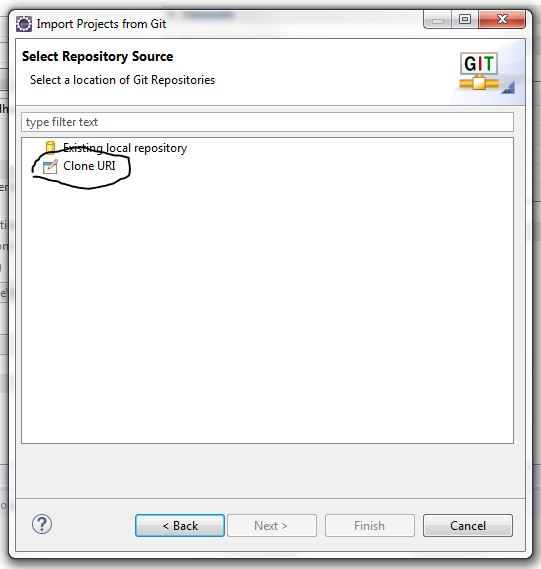 Import Projects from Git
Select Repository Source
Select a location of Git Repositories
GIT
type filter text
Existing local repository
Clone URI
< Back
Next >
Finish
Cancel